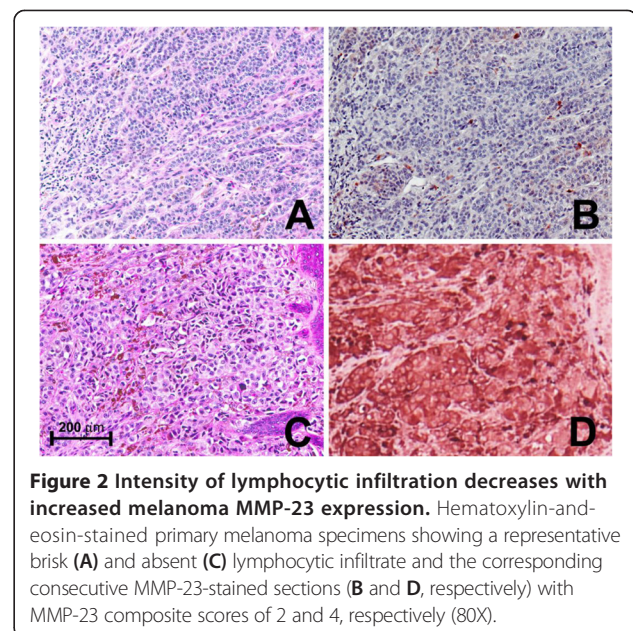 A
B
200 µm
C
D
Figure 2 Intensity of lymphocytic infiltration decreases with
increased melanoma MMP-23 expression. Hematoxylin-and-
eosin-stained primary melanoma specimens showing a representative
brisk (A) and absent (C) lymphocytic infiltrate and the corresponding
consecutive MMP-23-stained sections (B and D, respectively) with
MMP-23 composite scores of 2 and 4, respectively (80X).